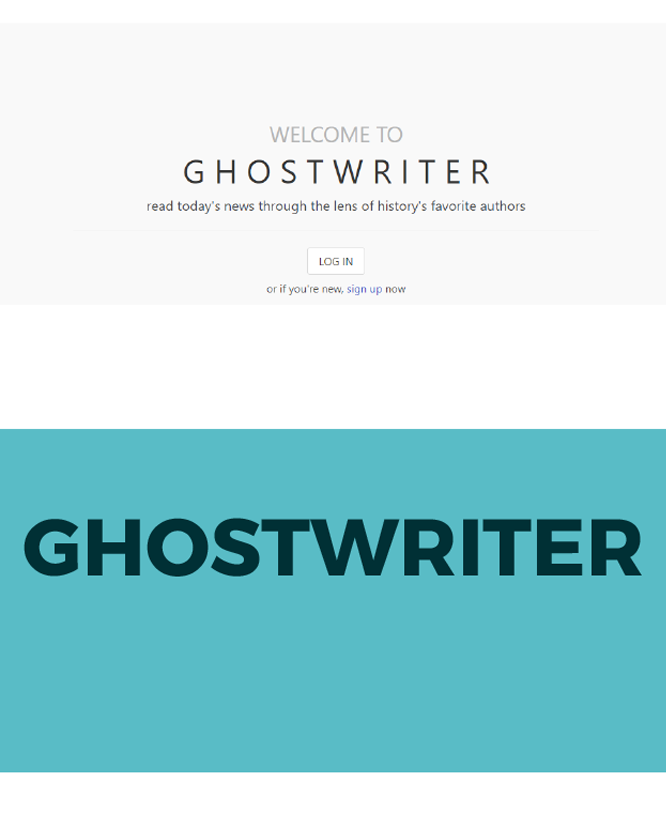 WELCOME TO
GHOSTWRITER
read today's news through the lens of history's favorite authors
LOG IN
or if you're new, sign up now
GHOSTWRITER